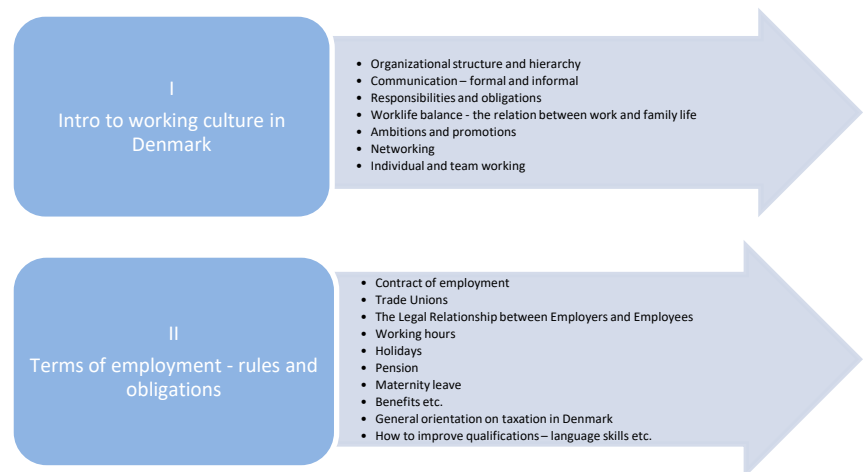 I
Intro to working culture in
Denmark
• Organizational structure and hierarchy
• Communication – formal and informal
• Responsibilities and obligations
• Worklife balance - the relation between work and family life
• Ambitions and promotions
• Networking
• Individual and team working
II
Terms of employment - rules and
obligations
• Contract of employment
• Trade Unions
• The Legal Relationship between Employers and Employees
• Working hours
• Holidays
• Pension
• Maternity leave
• Benefits etc.
• General orientation on taxation in Denmark
• How to improve qualifications – language skills etc.